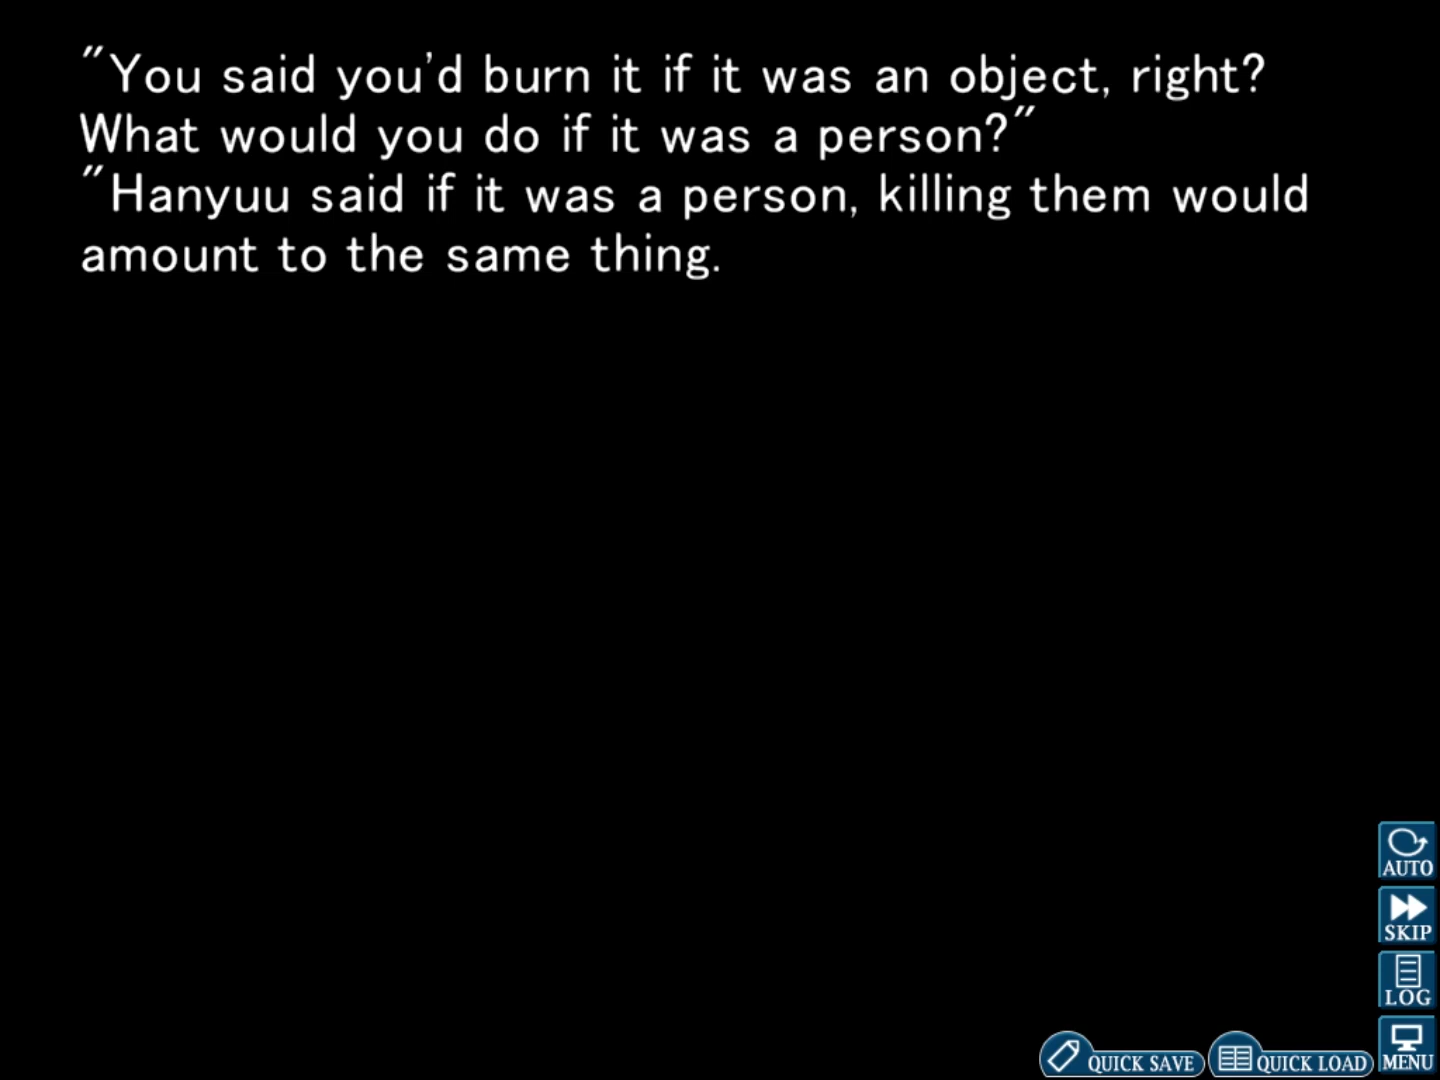 "You said you'd burn it if it was an object, right?
What would you do if it was a person?"
"Hanyuu said if it was a person, killing them would
amount to the same thing.
AUTO
SKIP
LOG
QUICK SAVE
QUICK LOAD
MENU